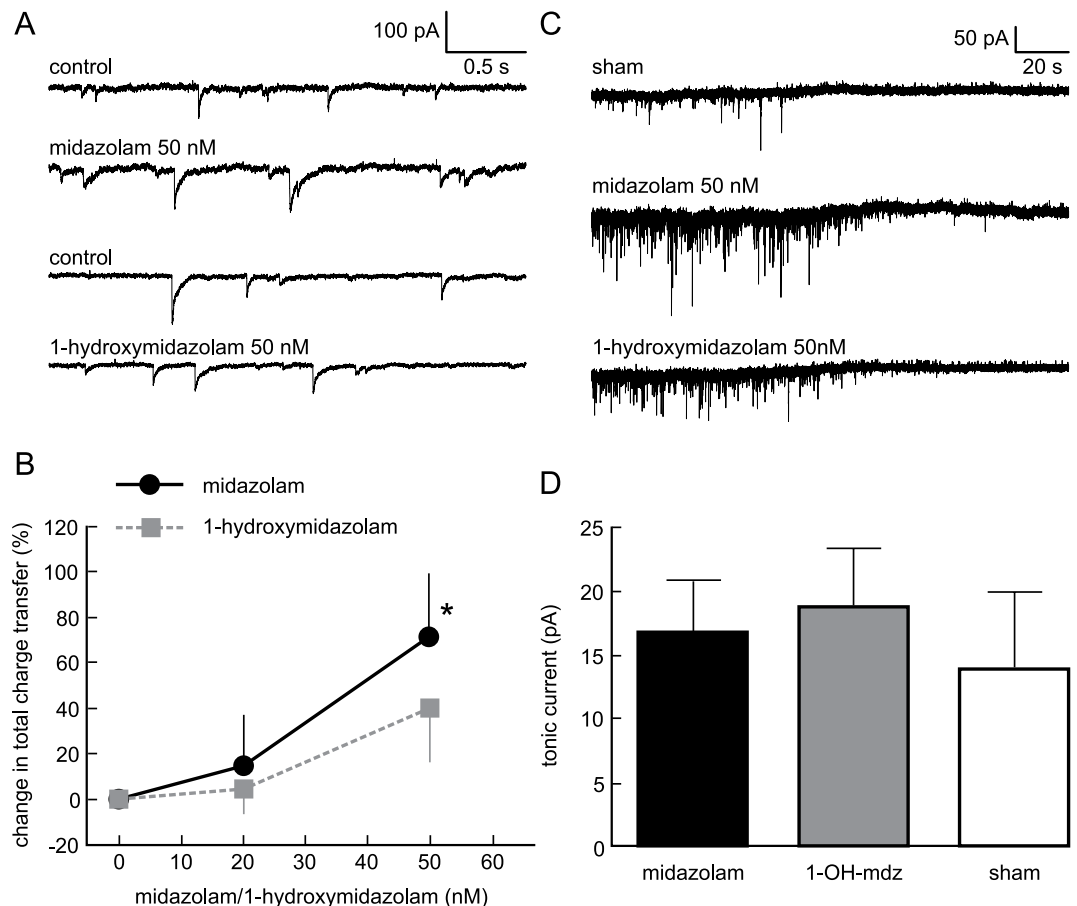 A
100 pA
0.5 s
control
midazolam 50 nM
control
1-hydroxymidazolam 50 nM
C
50 pA
20 s
sham
midazolam 50 nM
1-hydroxymidazolam 50nM
B
midazolam
1-hydroxymidazolam
change in total charge transfer (%)
120
100
80
60
40
20
0
-20
*
0 10 20 30 40 50 60
midazolam/1-hydroxymidazolam (nM)
D
tonic current (pA)
25
20
15
10
5
0
midazolam 1-OH-mdz sham